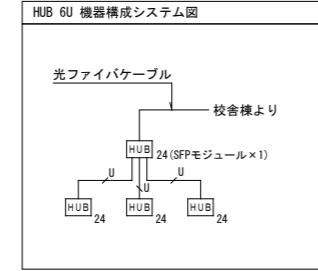 HUB 6U 機器構成システム図
光ファイバケーブル
校舎棟より
HUB 24(SFPモジュール×1)
U U U
HUB 24 HUB 24 HUB 24